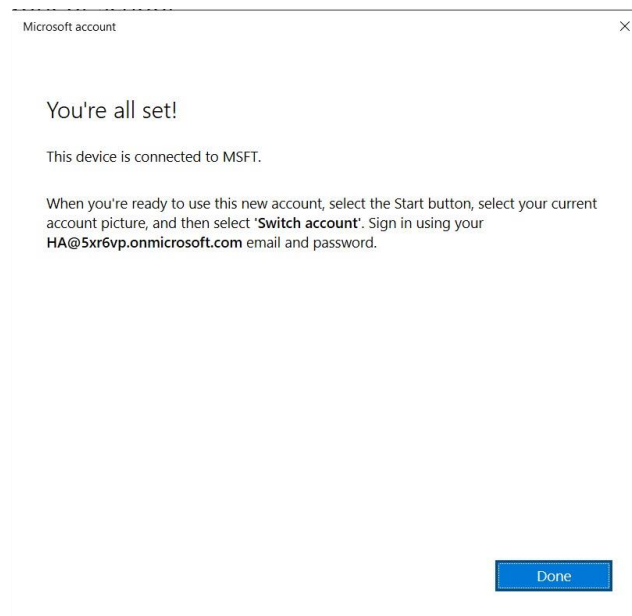 Microsoft account
You're all set!
This device is connected to MSFT.
When you're ready to use this new account, select the Start button, select your current
account picture, and then select 'Switch account'. Sign in using your
HA@5xr6vp.onmicrosoft.com email and password.
Done